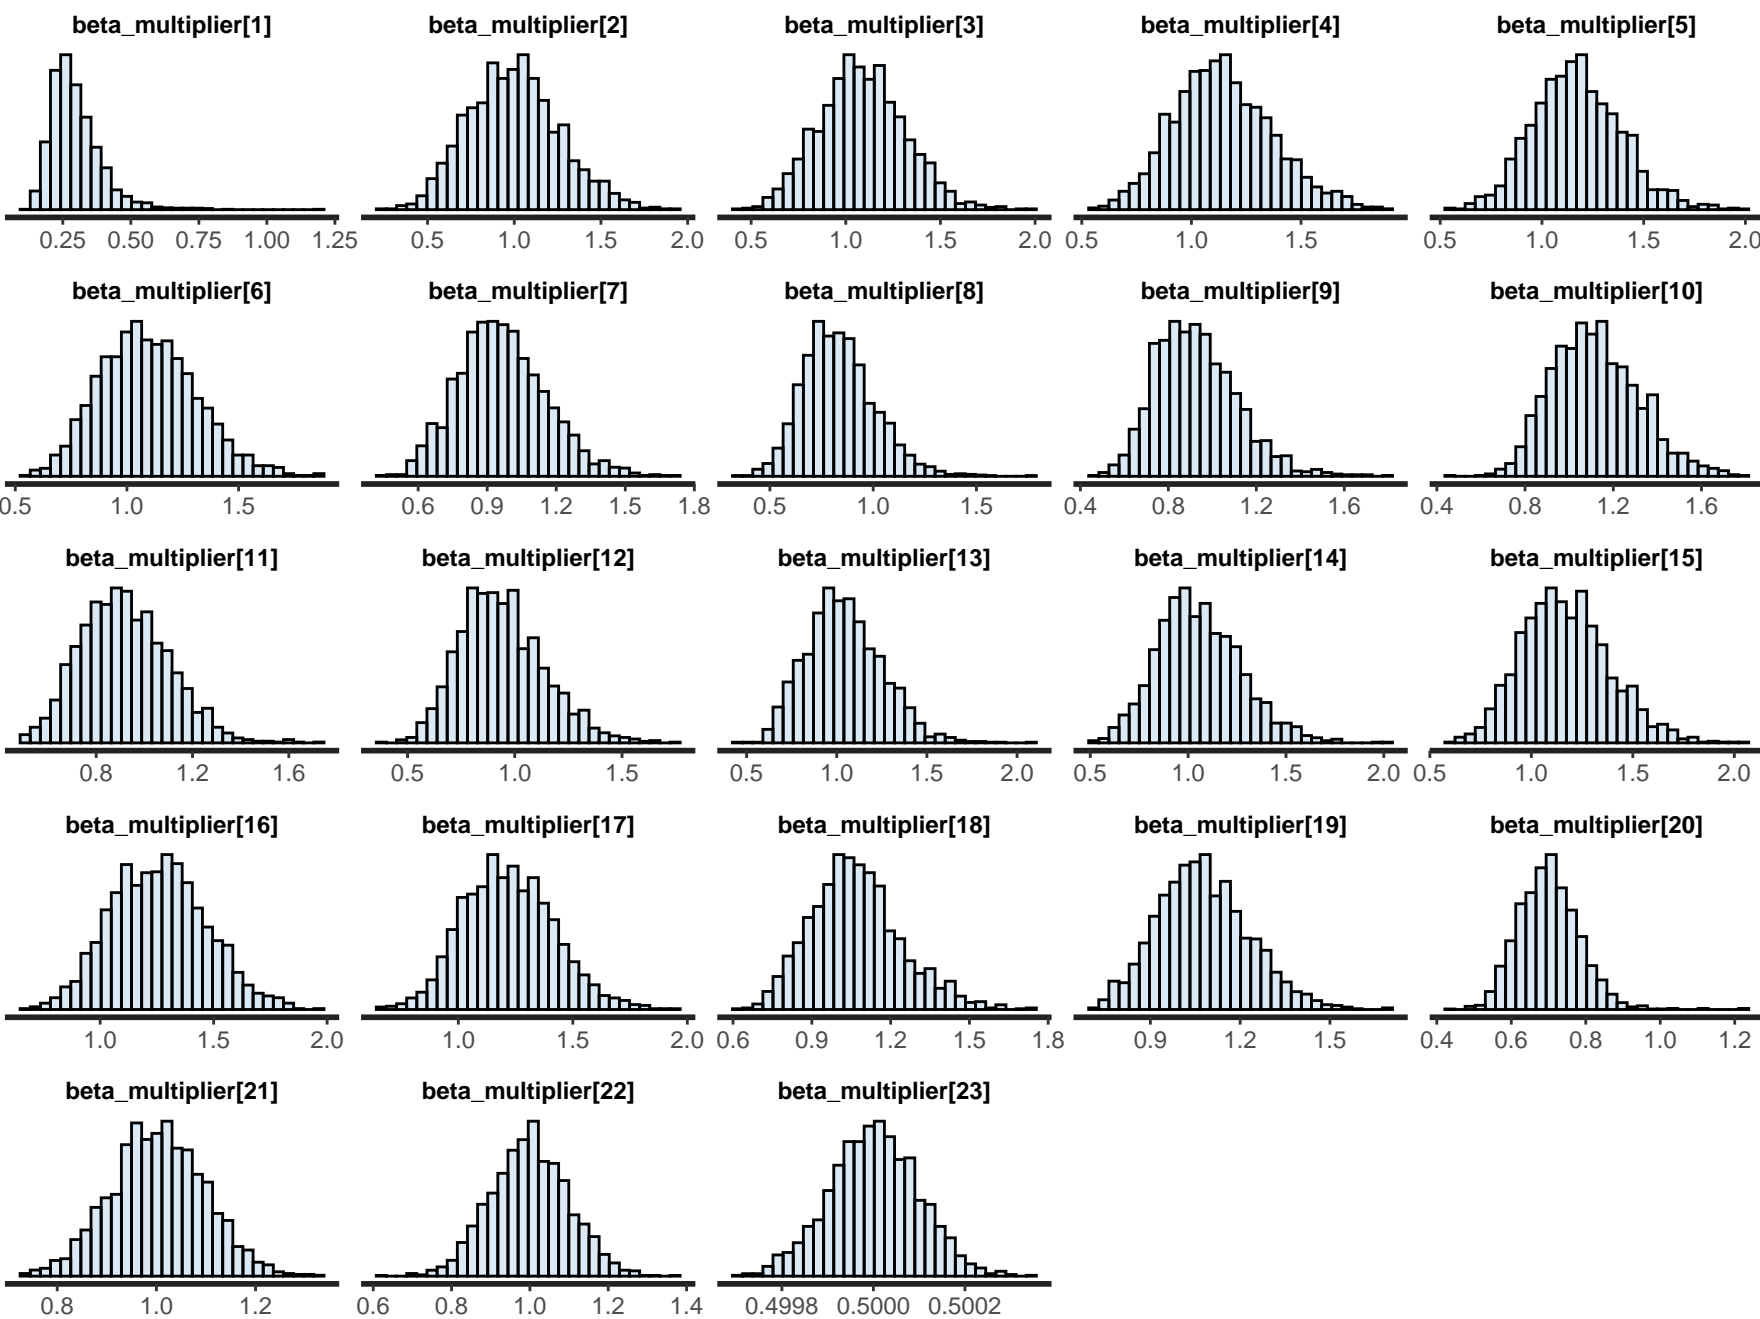 beta_multiplier[1] beta_multiplier[2] beta_multiplier[3] beta_multiplier[4] beta_multiplier[5]
0.25 0.50 0.75 1.00 1.25 0.5 1.0 1.5 2.0 0.5 1.0 1.5 2.0 0.5 1.0 1.5 0.5 1.0 1.5 2.0
beta_multiplier[6] beta_multiplier[7] beta_multiplier[8] beta_multiplier[9] beta_multiplier[10]
0.5 1.0 1.5 0.6 0.9 1.2 1.5 1.8 0.5 1.0 1.5 0.4 0.8 1.2 1.6 0.4 0.8 1.2 1.6
beta_multiplier[11] beta_multiplier[12] beta_multiplier[13] beta_multiplier[14] beta_multiplier[15]
0.8 1.2 1.6 0.5 1.0 1.5 0.5 1.0 1.5 2.0 0.5 1.0 1.5 2.0 0.5 1.0 1.5 2.0
beta_multiplier[16] beta_multiplier[17] beta_multiplier[18] beta_multiplier[19] beta_multiplier[20]
1.0 1.5 2.0 1.0 1.5 2.0 0.6 0.9 1.2 1.5 1.8 0.9 1.2 1.5 0.4 0.6 0.8 1.0 1.2
beta_multiplier[21] beta_multiplier[22] beta_multiplier[23]
0.8 1.0 1.2 0.6 0.8 1.0 1.2 1.4 0.4998 0.5000 0.5002